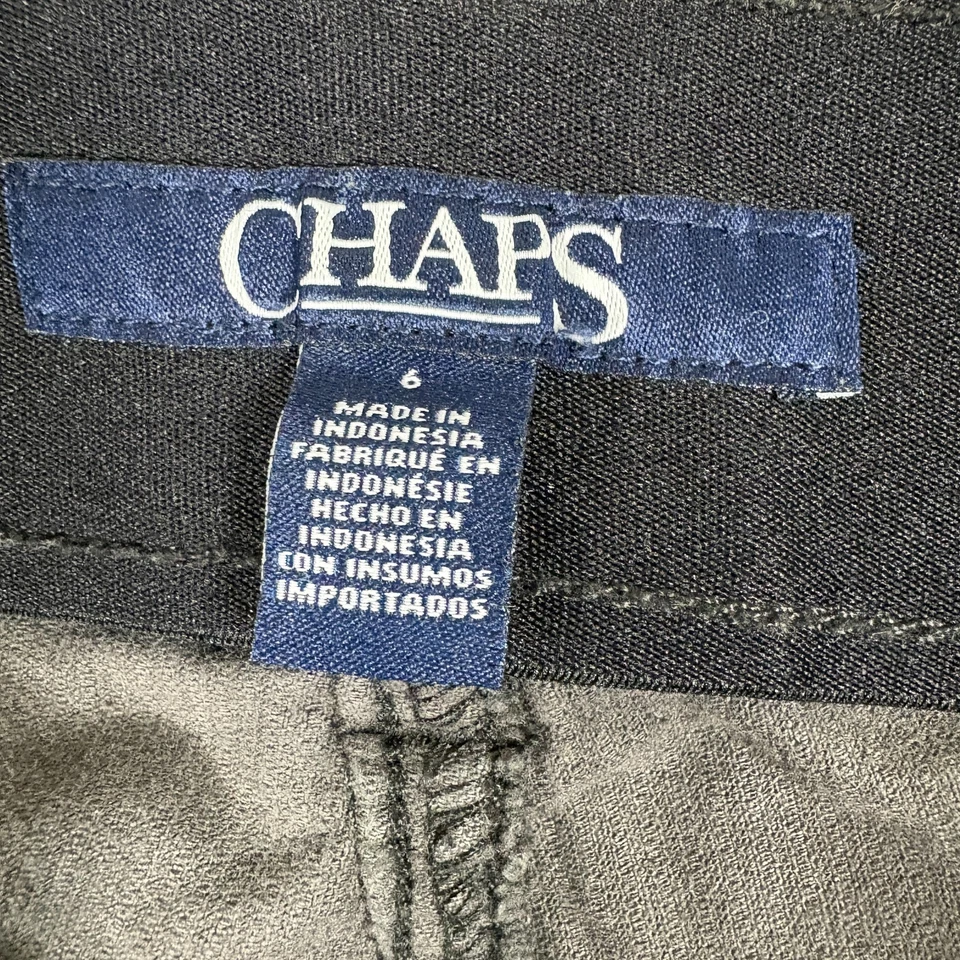 CHAPS
6
MADE IN
INDONESIA
FABRIQUÉ EN
INDONÉSIE
HECHO EN
INDONESIA
CON INSUMOS
IMPORTADOS